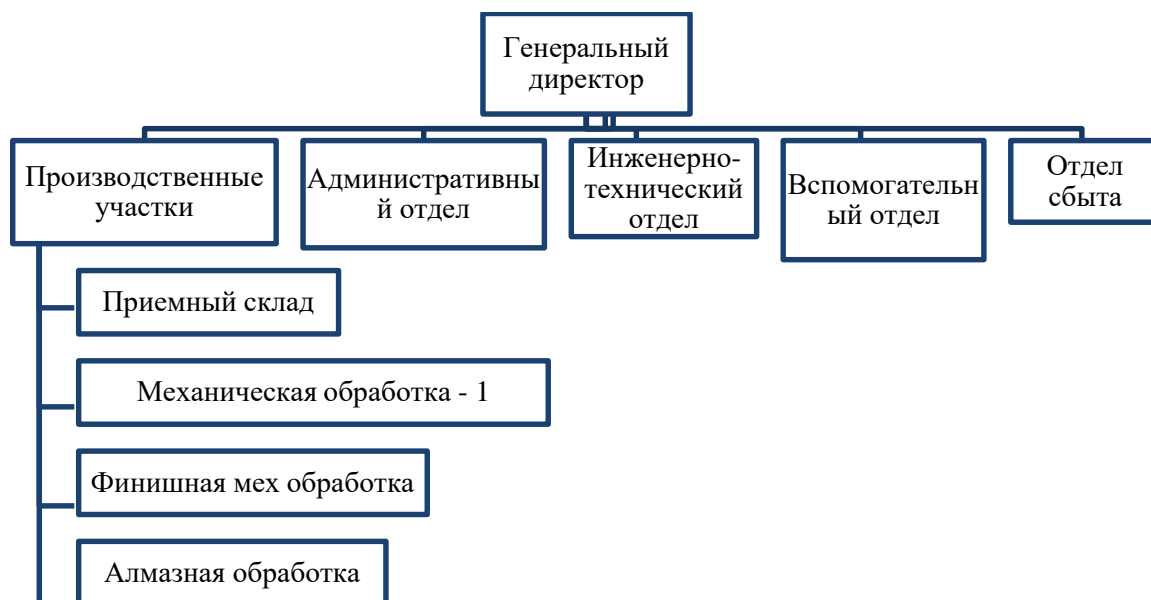 Генеральный
директор
Производственные
участки
Административны
й отдел
Инженерно-
технический
отдел
Вспомогательн
ый отдел
Отдел
сбыта
Приемный склад
Механическая обработка - 1
Финишная мех обработка
Алмазная обработка